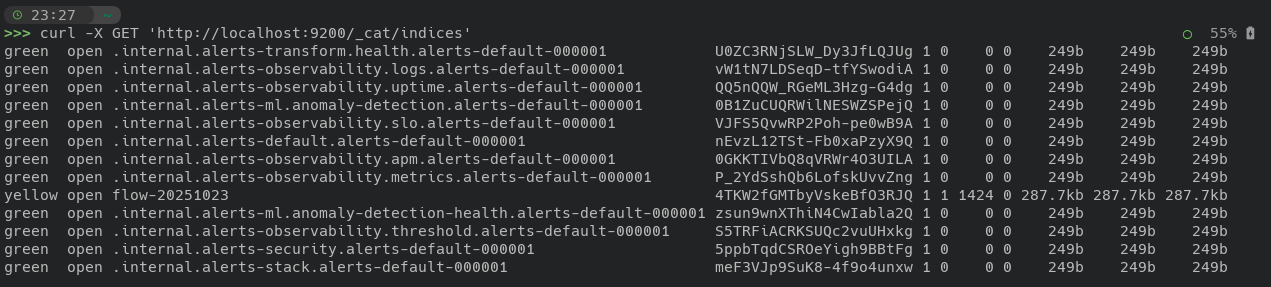 23:27 ~
>>> curl -X GET 'http://localhost:9200/_cat/indices' 55%
green open .internal.alerts-transform.health.alerts-default-000001 U0ZC3RNjSLW_Dy3JfLQJUg 1 0 0 0 249b 249b 249b
green open .internal.alerts-observability.logs.alerts-default-000001 vW1tN7LDSeqD-tfYSwodiA 1 0 0 0 249b 249b 249b
green open .internal.alerts-observability.uptime.alerts-default-000001 QQ5nQQW_RGeML3Hzg-G4dg 1 0 0 0 249b 249b 249b
green open .internal.alerts-ml.anomaly-detection.alerts-default-000001 0B1ZuCUQRWilNESWZSPejQ 1 0 0 0 249b 249b 249b
green open .internal.alerts-observability.slo.alerts-default-000001 VJFS5QvwRP2Poh-pe0wB9A 1 0 0 0 249b 249b 249b
green open .internal.alerts-default.alerts-default-000001 nEvzL12TSt-Fb0xaPzyX9Q 1 0 0 0 249b 249b 249b
green open .internal.alerts-observability.apm.alerts-default-000001 0GKKTIVbQ8qVRWr4O3UILA 1 0 0 0 249b 249b 249b
green open .internal.alerts-observability.metrics.alerts-default-000001 P_2YdSshQb6LofskUvvZng 1 0 0 0 249b 249b 249b
yellow open flow-20251023 4TKW2fGMTbyVskeBfO3RJQ 1 1 1424 0 287.7kb 287.7kb 287.7kb
green open .internal.alerts-ml.anomaly-detection-health.alerts-default-000001 zsun9wnXThiN4CwIabla2Q 1 0 0 0 249b 249b 249b
green open .internal.alerts-observability.threshold.alerts-default-000001 S5TRFiACRKSUQc2vuUHxkg 1 0 0 0 249b 249b 249b
green open .internal.alerts-security.alerts-default-000001 5ppbTqdCSROeYigh9BBtFg 1 0 0 0 249b 249b 249b
green open .internal.alerts-stack.alerts-default-000001 meF3VJp9SuK8-4f9o4unxw 1 0 0 0 249b 249b 249b